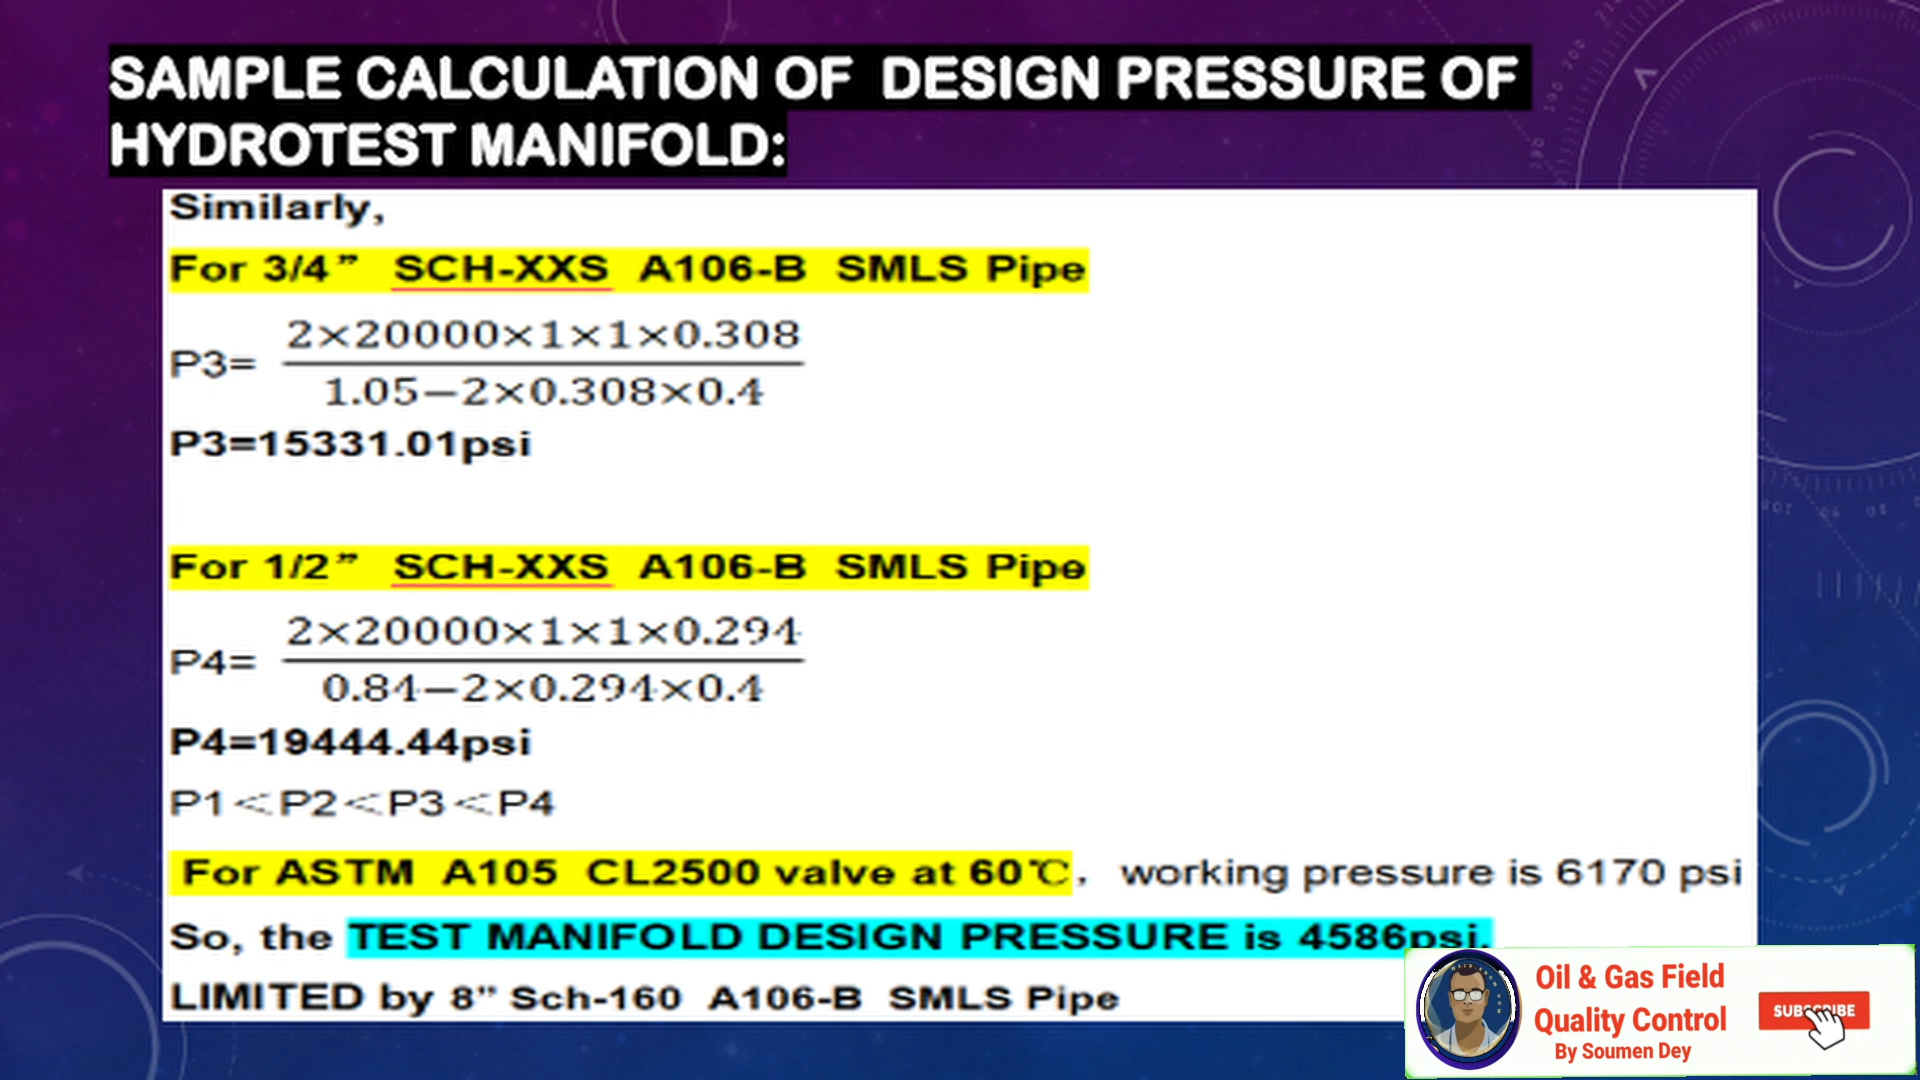 SAMPLE CALCULATION OF DESIGN PRESSURE OF
HYDROTEST MANIFOLD:
Similarly,
For 3/4” SCH-XXS A106-B SMLS Pipe
2×20000×1×1×0.308
P3=
1.05−2×0.308×0.4
P3=15331.01psi
For 1/2” SCH-XXS A106-B SMLS Pipe
2×20000×1×1×0.294
P4=
0.84−2×0.294×0.4
P4=19444.44psi
P1<P2<P3<P4
For ASTM A105 CL2500 valve at 60℃, working pressure is 6170 psi
So, the TEST MANIFOLD DESIGN PRESSURE is 4586psi.
LIMITED by 8” Sch-160 A106-B SMLS Pipe
Oil & Gas Field
Quality Control
By Soumen Dey
SUBSCRIBE